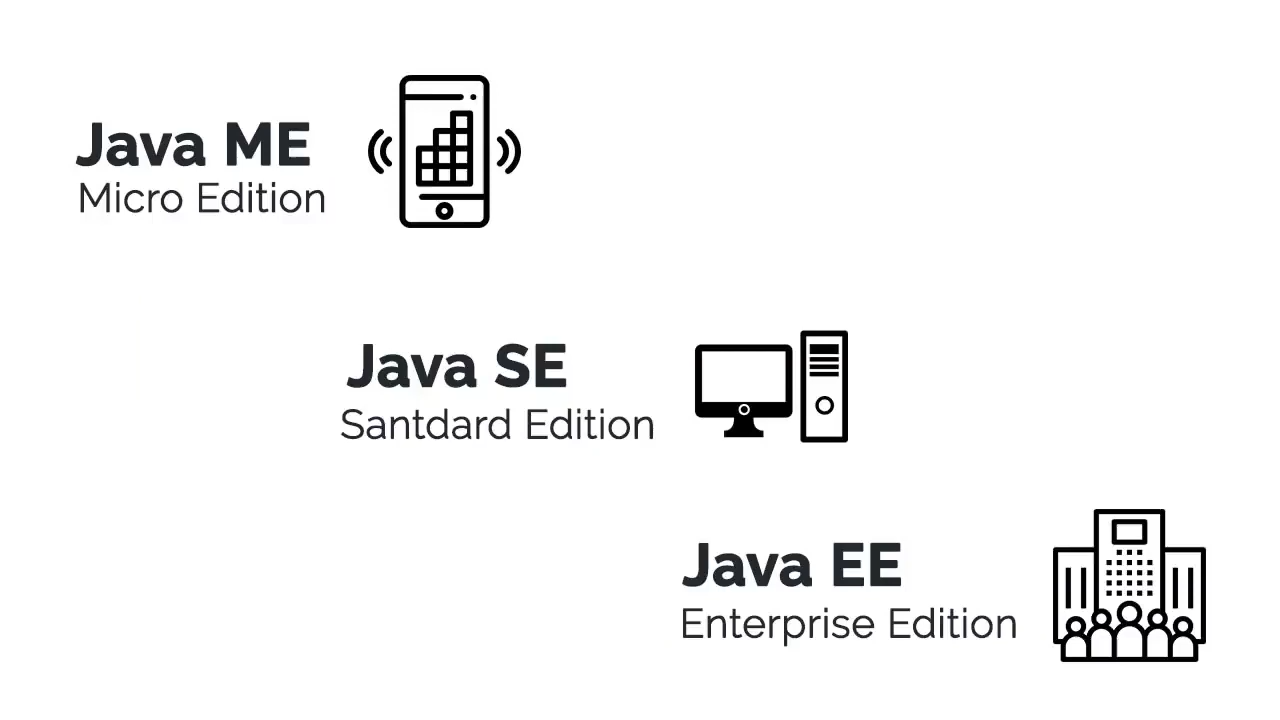 Java ME
Micro Edition
Java SE
Santdard Edition
Java EE
Enterprise Edition